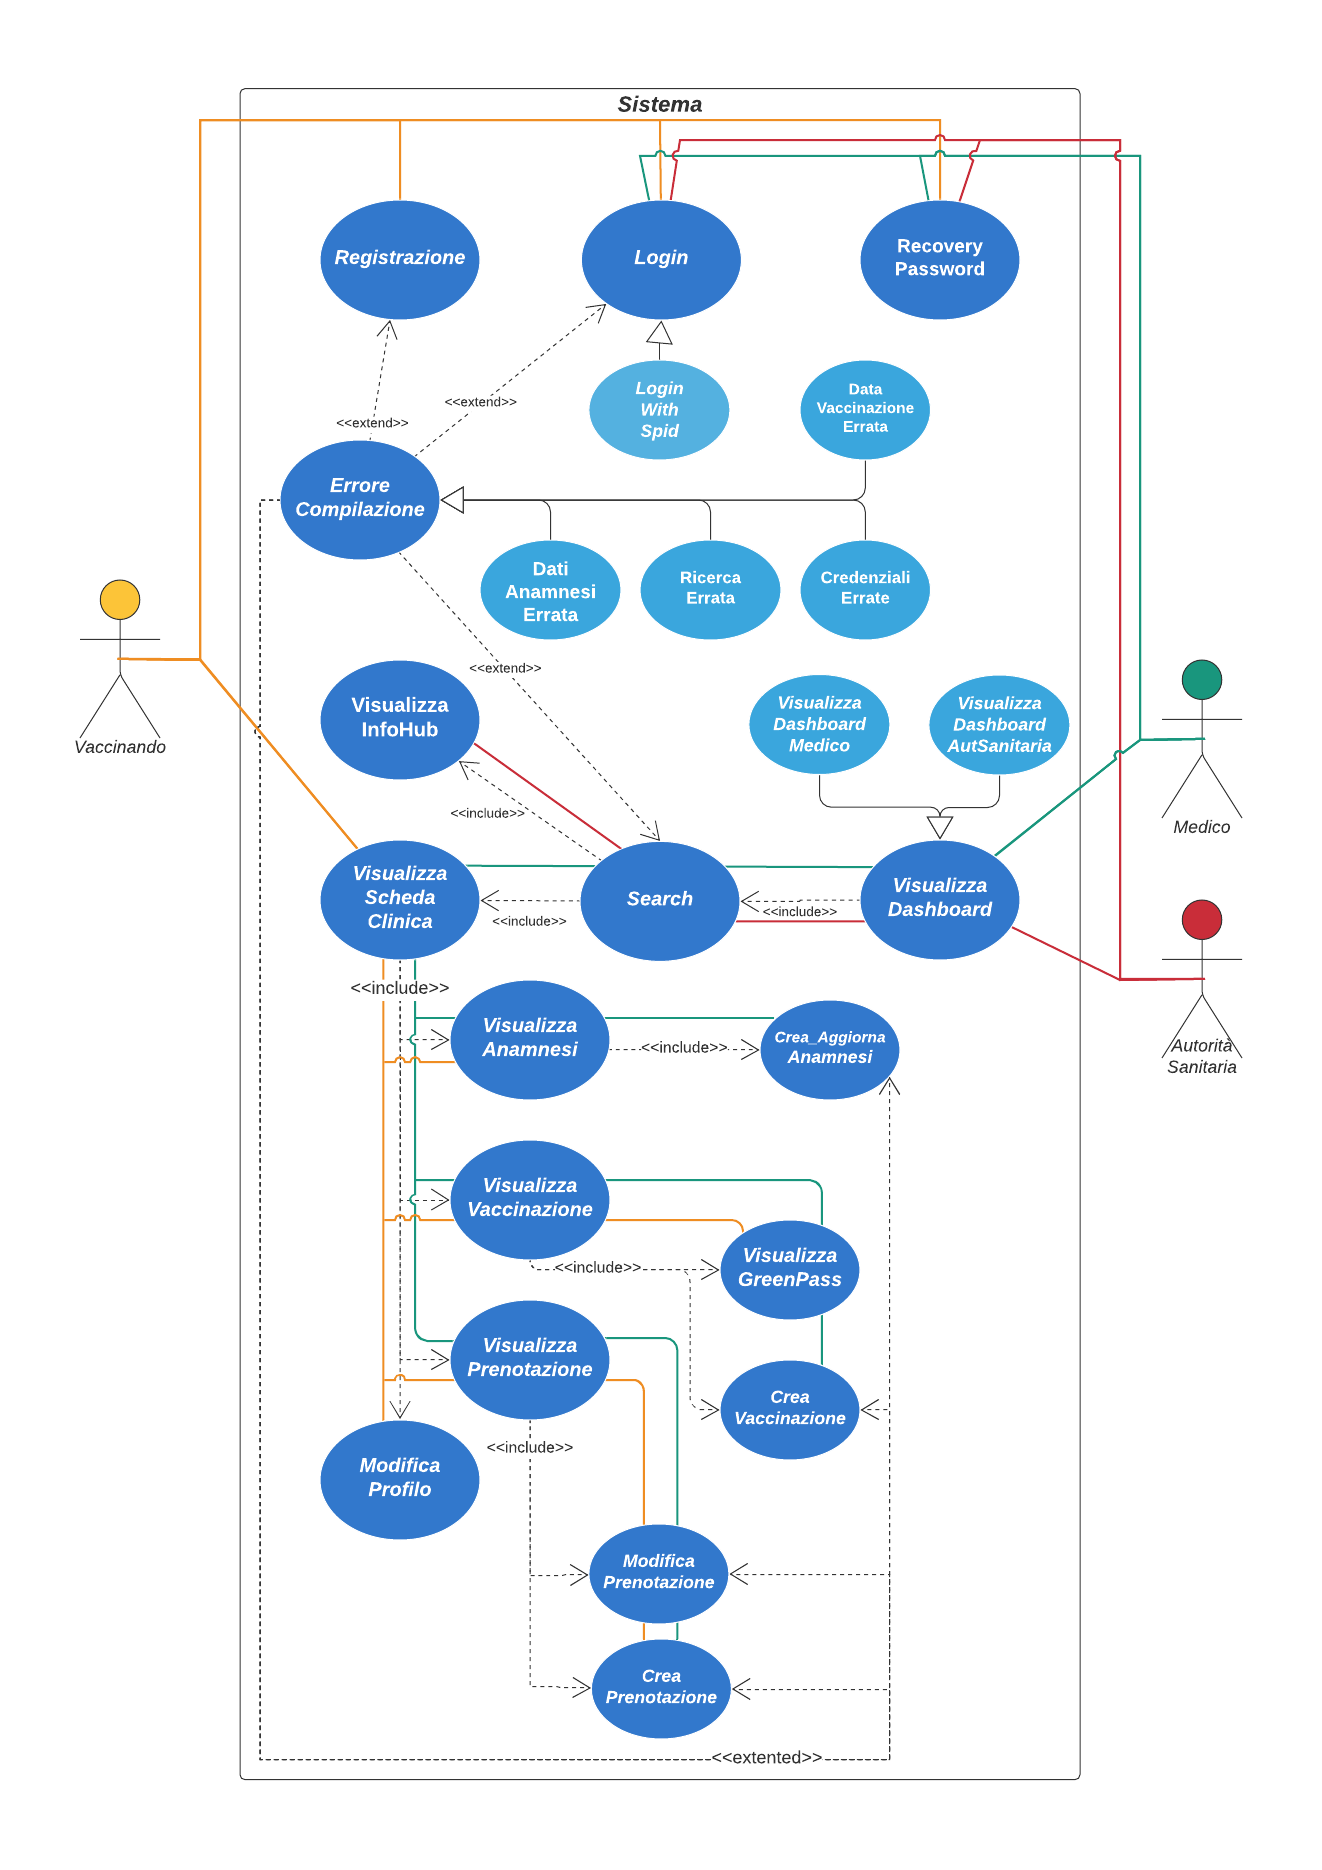 Sistema
Registrazione
Login
Recovery
Password
Login
With
Spid
Data
Vaccinazione
Errata
<<extend>>
<<extend>>
Errore
Compilazione
Dati
Anamnesi
Errata
Ricerca
Errata
Credenziali
Errate
<<extend>>
Vaccinando
Visualizza
InfoHub
Visualizza
Dashboard
Medico
Visualizza
Dashboard
AutSanitaria
Medico
<<include>>
Visualizza
Scheda
Clinica
<<include>>
Search
<<include>>
Visualizza
Dashboard
<<include>>
Visualizza
Anamnesi
<<include>>
Crea_Aggiorna
Anamnesi
Autorità
Sanitaria
Visualizza
Vaccinazione
<<include>>
Visualizza
GreenPass
Visualizza
Prenotazione
Crea
Vaccinazione
<<include>>
Modifica
Profilo
Modifica
Prenotazione
Crea
Prenotazione
<<extented>>